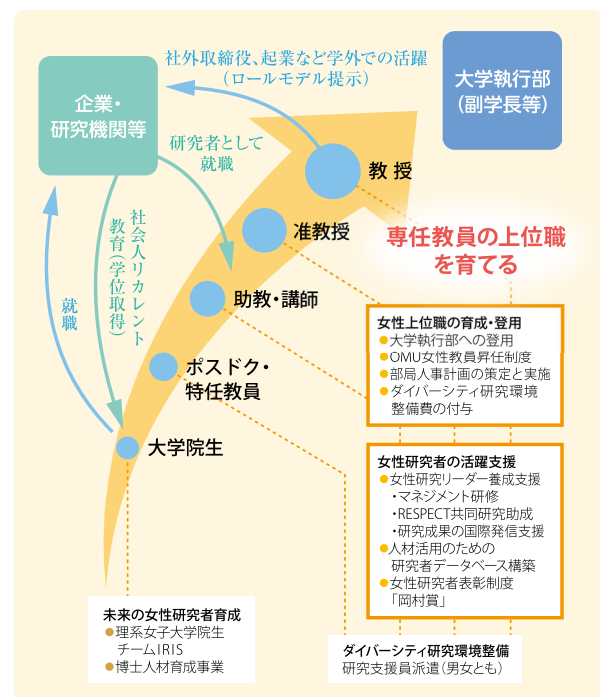 社外取締役、起業など学外での活躍
（ロールモデル提示）
大学執行部
（副学長等）
企業・
研究機関等
研究者として
就職
教 授
准教授
専任教員の上位職
を育てる
社会人リカレント
教育（学位取得）
就職
助教・講師
ポスドク・
特任教員
大学院生
女性上位職の育成・登用
●大学執行部への登用
●OMU女性教員昇任制度
●部局人事計画の策定と実施
●ダイバーシティ研究環境
整備費の付与
女性研究者の活躍支援
●女性研究リーダー養成支援
・マネジメント研修
・RESPECT共同研究助成
・研究成果の国際発信支援
●人材活用のための
研究者データベース構築
●女性研究者表彰制度
「岡村賞」
未来の女性研究者育成
●理系女子大学院生
チームIRIS
●博士人材育成事業
ダイバーシティ研究環境整備
研究支援員派遣（男女とも）